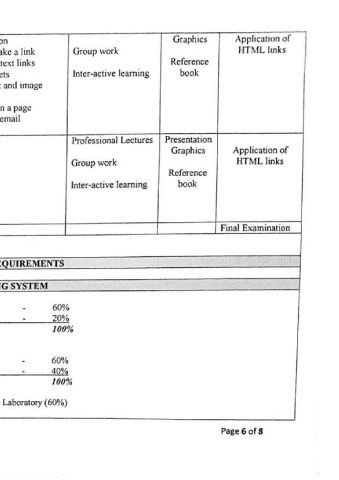 on Graphics Application of
ake a link Group work HTML links
text links Reference
ets Inter-active learning book
and image
n a page
email
Professional Lectures Presentation
Graphics Application of
Group work HTML links
Reference
Inter-active learning book
Final Examination
EQUIREMENTS
G SYSTEM
- 60%
- 20%
100%
- 60%
- 40%
100%
Laboratory (60%)
Page 6 of 8